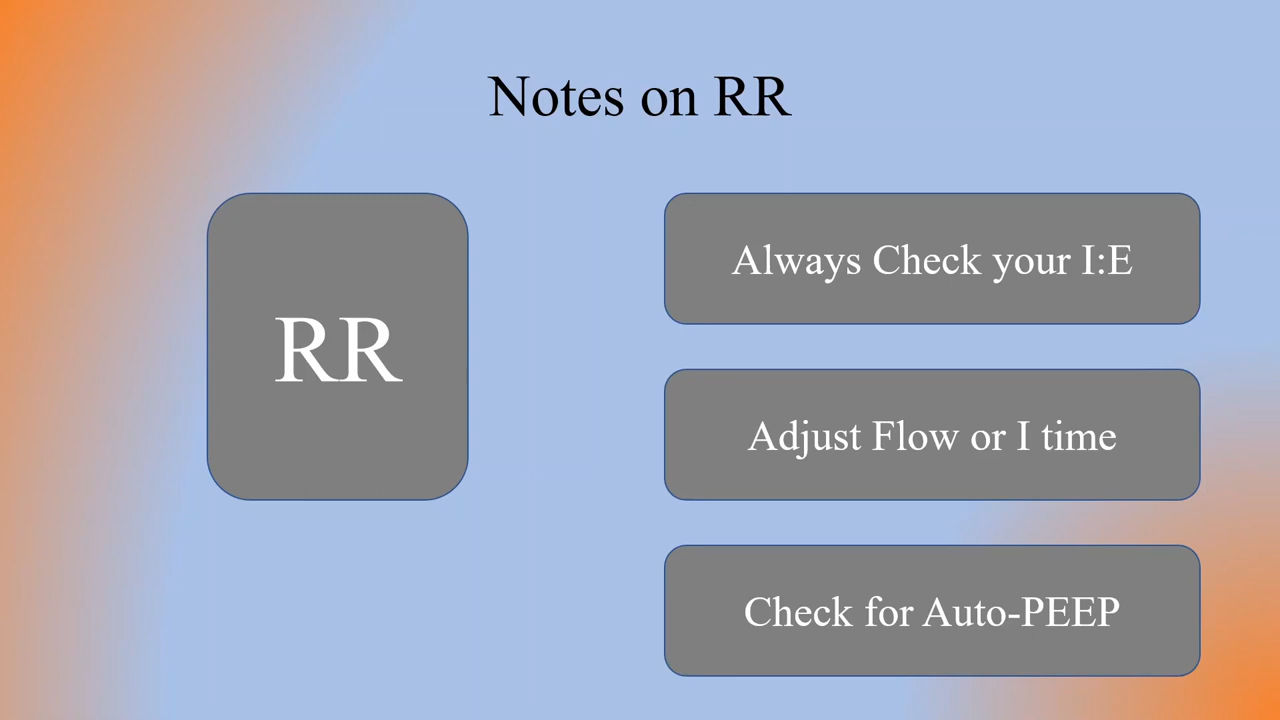 Notes on RR
RR
Always Check your I:E
Adjust Flow or I time
Check for Auto-PEEP